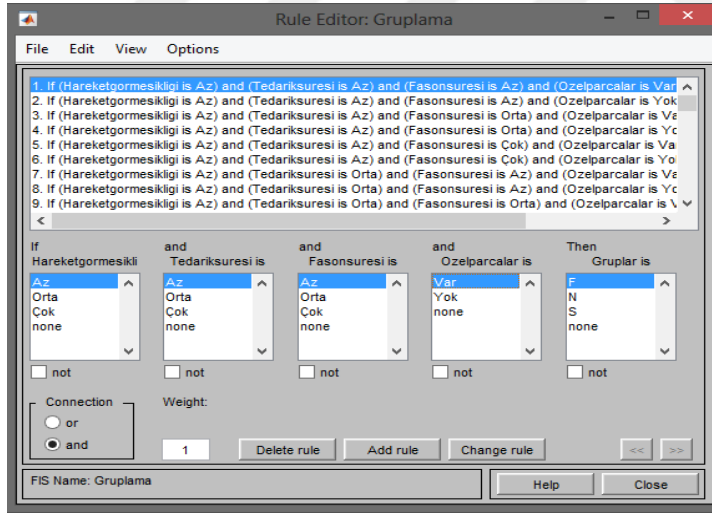 Rule Editor: Gruplama
File Edit View Options
1. If (Hareketgormesikligi is Az) and (Tedariksuresi is Az) and (Fasonsuresi is Az) and (Ozelparcalar is Var
2. If (Hareketgormesikligi is Az) and (Tedariksuresi is Az) and (Fasonsuresi is Az) and (Ozelparcalar is Yok
3. If (Hareketgormesikligi is Az) and (Tedariksuresi is Az) and (Fasonsuresi is Orta) and (Ozelparcalar is Va
4. If (Hareketgormesikligi is Az) and (Tedariksuresi is Az) and (Fasonsuresi is Orta) and (Ozelparcalar is Yo
5. If (Hareketgormesikligi is Az) and (Tedariksuresi is Az) and (Fasonsuresi is Çok) and (Ozelparcalar is Va
6. If (Hareketgormesikligi is Az) and (Tedariksuresi is Az) and (Fasonsuresi is Çok) and (Ozelparcalar is Yo
7. If (Hareketgormesikligi is Az) and (Tedariksuresi is Orta) and (Fasonsuresi is Az) and (Ozelparcalar is Va
8. If (Hareketgormesikligi is Az) and (Tedariksuresi is Orta) and (Fasonsuresi is Az) and (Ozelparcalar is Yo
9. If (Hareketgormesikligi is Az) and (Tedariksuresi is Orta) and (Fasonsuresi is Orta) and (Ozelparcalar is V
If and and and Then
Hareketgormesikli Tedariksuresi is Fasonsuresi is Ozelparcalar is Gruplar is
Az Az Az Var F
Orta Orta Orta Yok N
Çok Çok Çok none S
none none none none
not not not not not
Connection Weight:
or
and 1 Delete rule Add rule Change rule << >>
FIS Name: Gruplama Help Close